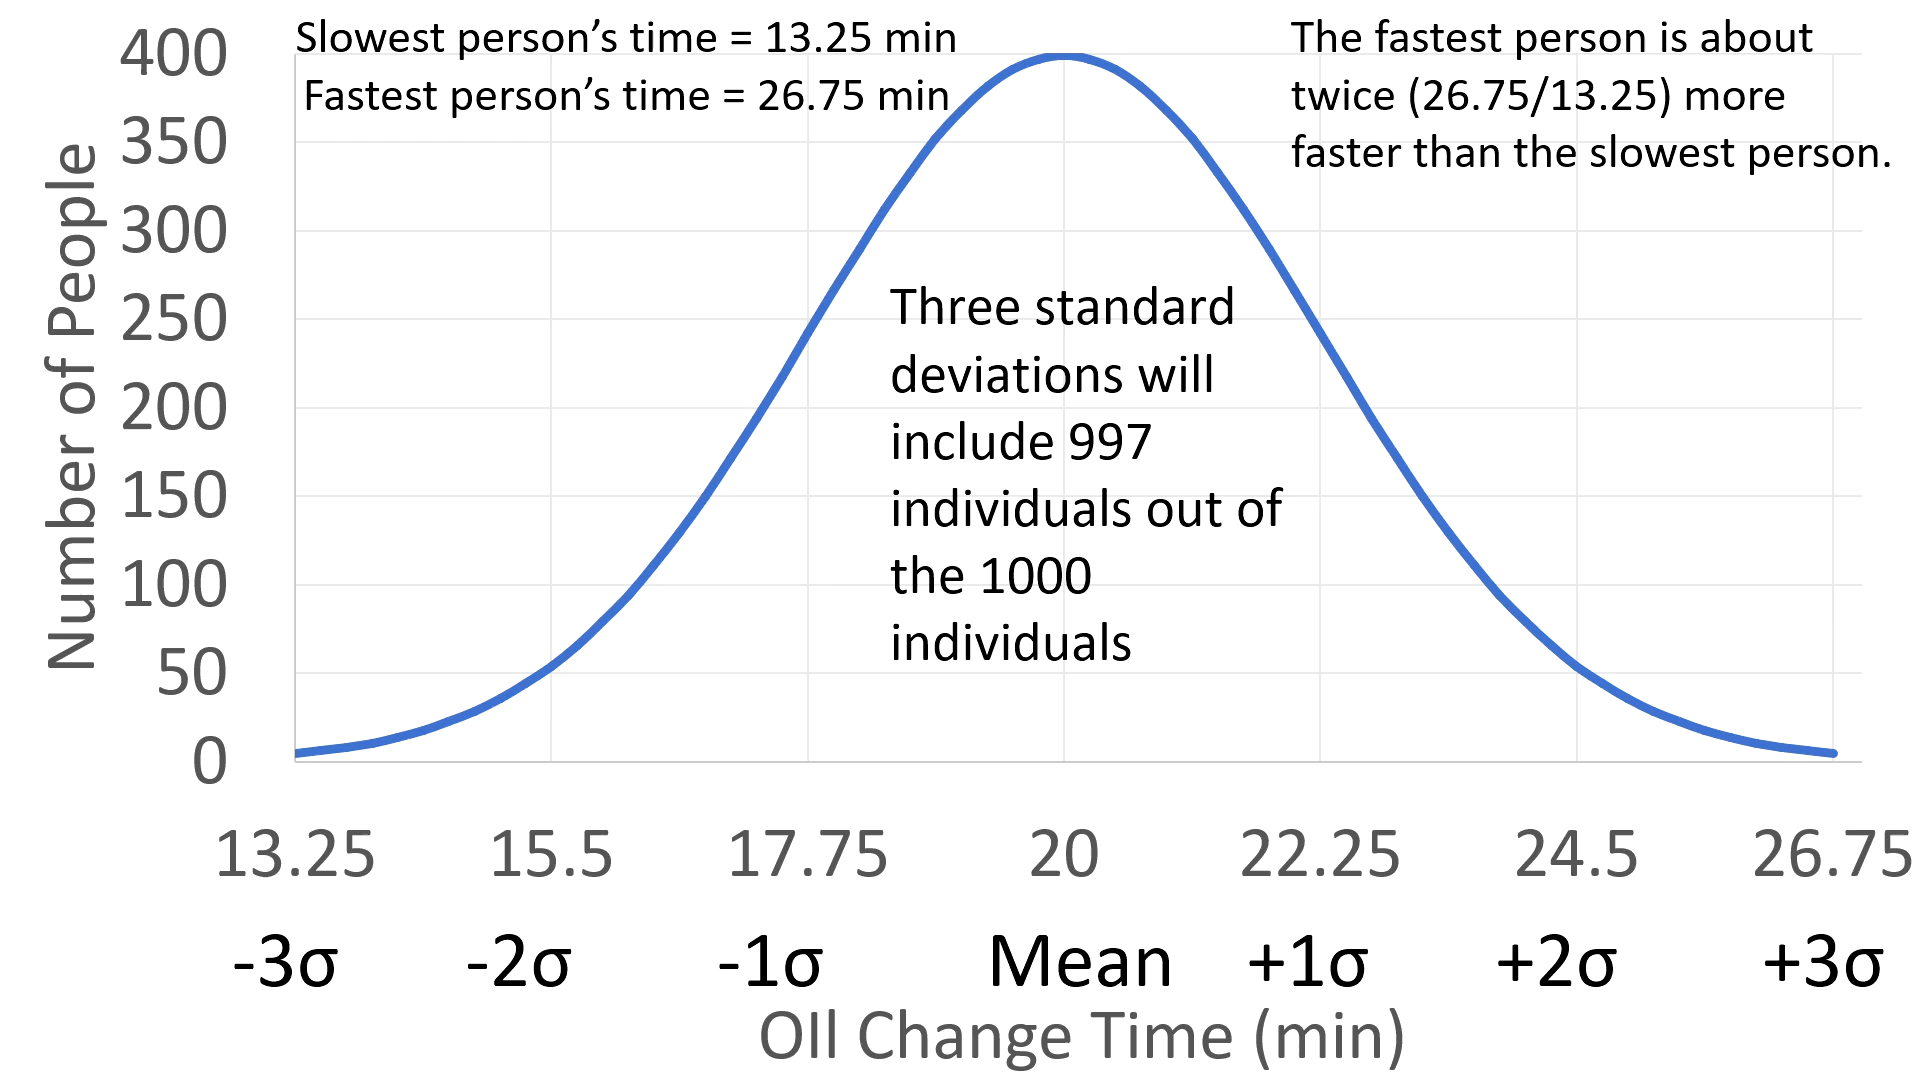 Slowest person’s time = 13.25 min
Fastest person’s time = 26.75 min
The fastest person is about
twice (26.75/13.25) more
faster than the slowest person.
Number of People
400
350
300
250
200
150
100
50
0
Three standard
deviations will
include 997
individuals out of
the 1000
individuals
13.25 15.5 17.75 20 22.25 24.5 26.75
-3σ -2σ -1σ Mean +1σ +2σ +3σ
OIl Change Time (min)